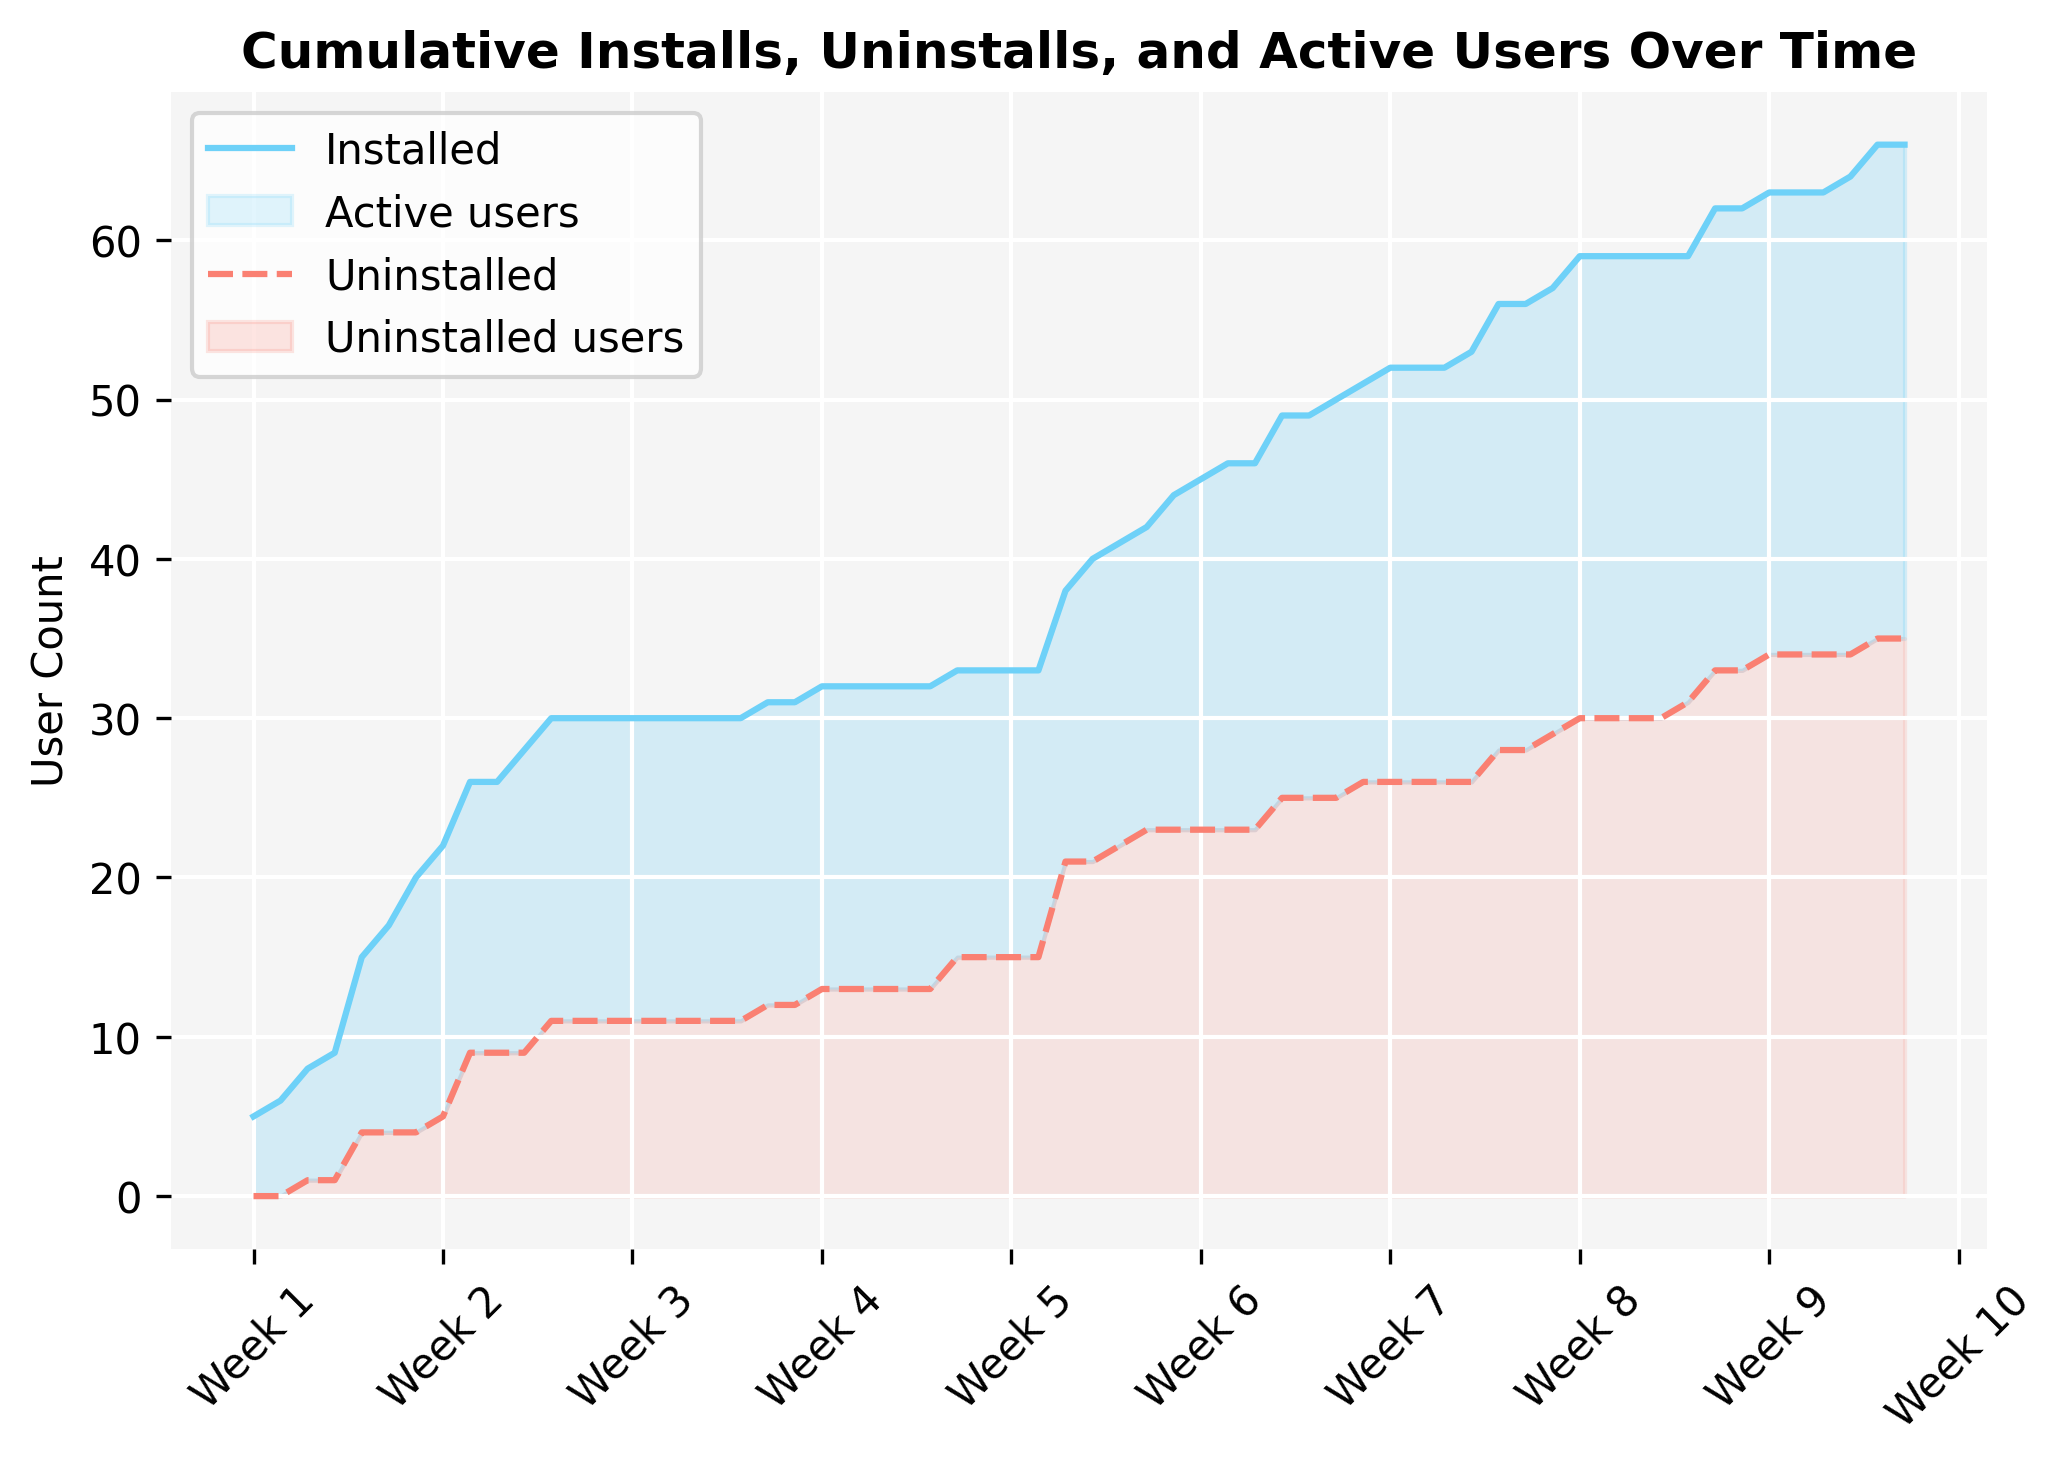 Cumulative Installs, Uninstalls, and Active Users Over Time
Installed
Active users
Uninstalled
Uninstalled users
User Count
60
50
40
30
20
10
0
Week 1
Week 2
Week 3
Week 4
Week 5
Week 6
Week 7
Week 8
Week 9
Week 10